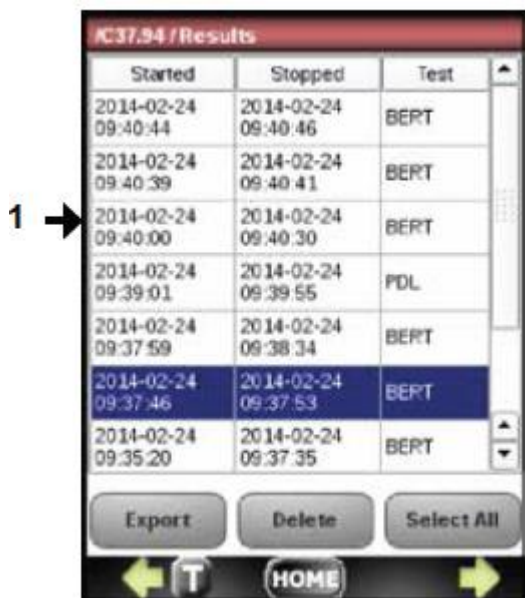 /C37.94 / Results
Started Stopped Test
2014-02-24 2014-02-24
09:40:44 09:40:46 BERT
2014-02-24 2014-02-24
09:40:39 09:40:41 BERT
1
2014-02-24 2014-02-24
09:40:00 09:40:30 BERT
2014-02-24 2014-02-24
09:39:01 09:39:55 PDL
2014-02-24 2014-02-24
09:37:59 09:38:34 BERT
2014-02-24 2014-02-24
09:37:46 09:37:53 BERT
2014-02-24 2014-02-24
09:35:20 09:37:35 BERT
Export Delete Select All
T HOME